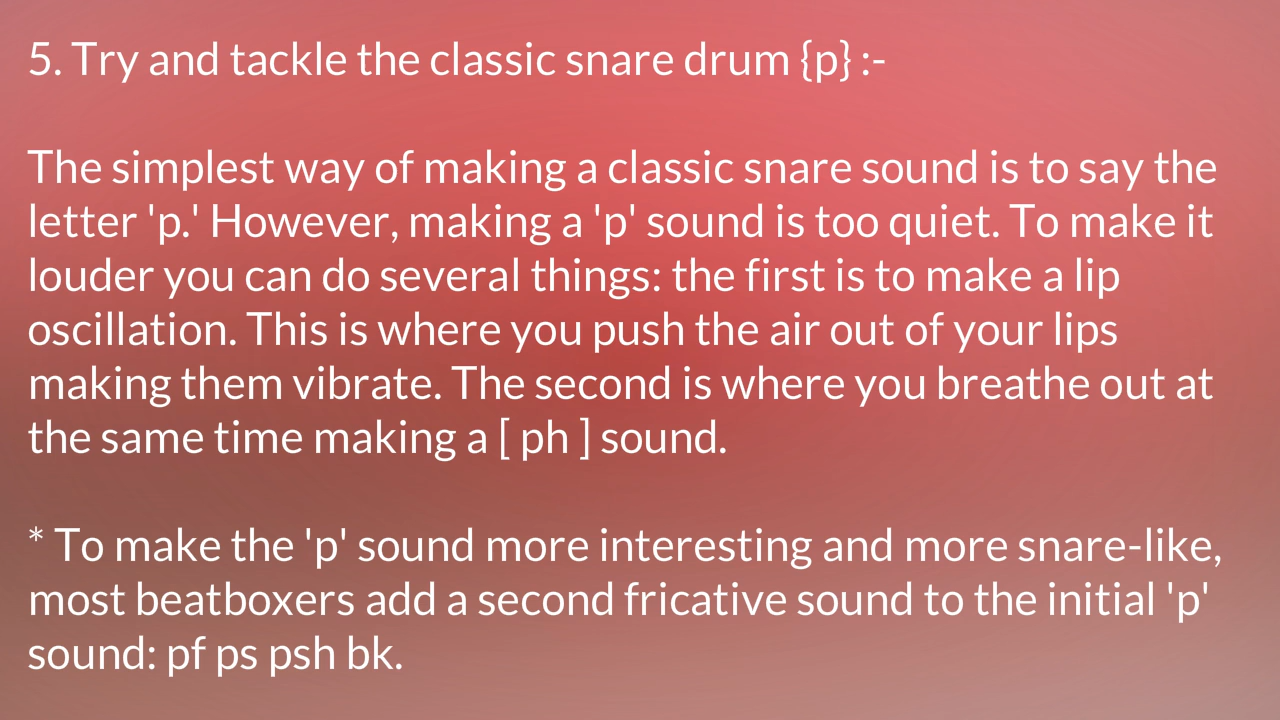 5. Try and tackle the classic snare drum {p} :-
The simplest way of making a classic snare sound is to say the
letter 'p.' However, making a 'p' sound is too quiet. To make it
louder you can do several things: the first is to make a lip
oscillation. This is where you push the air out of your lips
making them vibrate. The second is where you breathe out at
the same time making a [ ph ] sound.
* To make the 'p' sound more interesting and more snare-like,
most beatboxers add a second fricative sound to the initial 'p'
sound: pf ps psh bk.